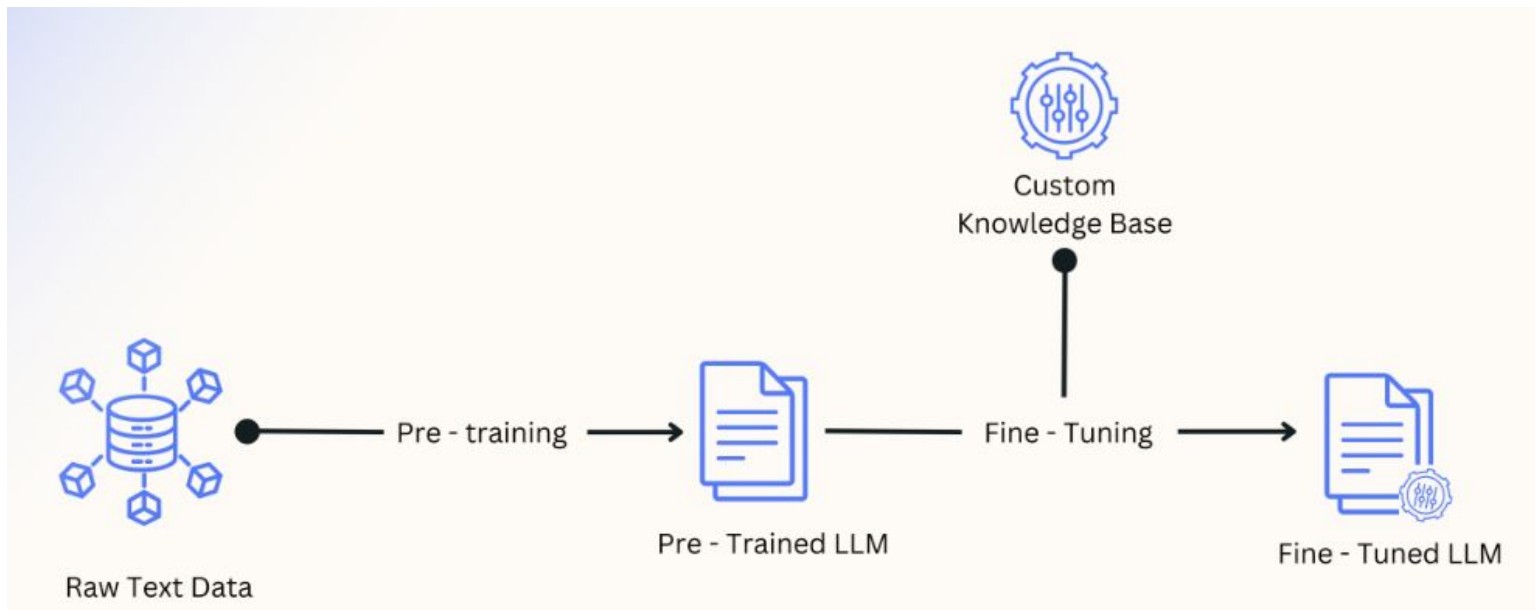 Custom
Knowledge Base
Pre - training
Fine - Tuning
Pre - Trained LLM
Fine - Tuned LLM
Raw Text Data